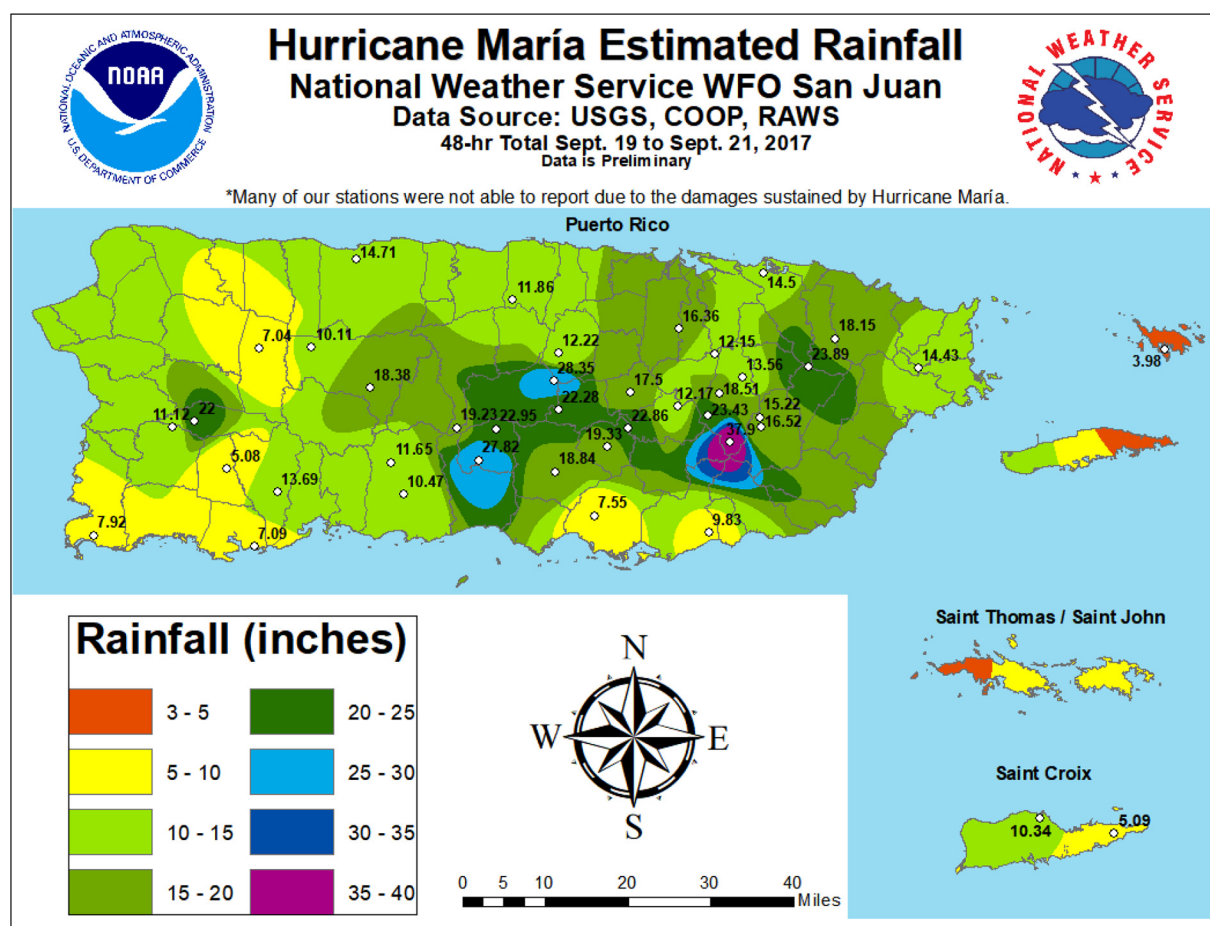 NATIONAL OCEANIC AND ATMOSPHERIC ADMINISTRATION
NOAA
U.S. DEPARTMENT OF COMMERCE
Hurricane María Estimated Rainfall
National Weather Service WFO San Juan
Data Source: USGS, COOP, RAWS
48-hr Total Sept. 19 to Sept. 21, 2017
Data is Preliminary
NATIONAL WEATHER SERVICE
*Many of our stations were not able to report due to the damages sustained by Hurricane María.
Puerto Rico
14.71
14.5
11.86
16.36
18.15
7.04
10.11
12.22
12.15
23.89
14.43
3.98
28.35
13.56
18.38
17.5
18.51
22.28
12.17
11.12
22
19.23
22.95
22.86
23.43
15.22
16.52
37.9
19.33
11.65
27.82
5.08
18.84
13.69
10.47
7.55
9.83
7.92
7.09
Rainfall (inches)
3 - 5
20 - 25
5 - 10
25 - 30
10 - 15
30 - 35
15 - 20
35 - 40
N
W
E
S
0 5 10 20 30 40
Miles
Saint Thomas / Saint John
Saint Croix
10.34
5.09